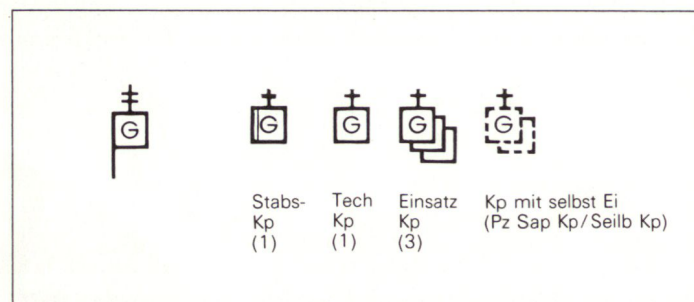 G G G G G
Stabs-
Kp
(1)
Tech
Kp
(1)
Einsatz
Kp
(3)
Kp mit selbst Ei
(Pz Sap Kp/Seilb Kp)